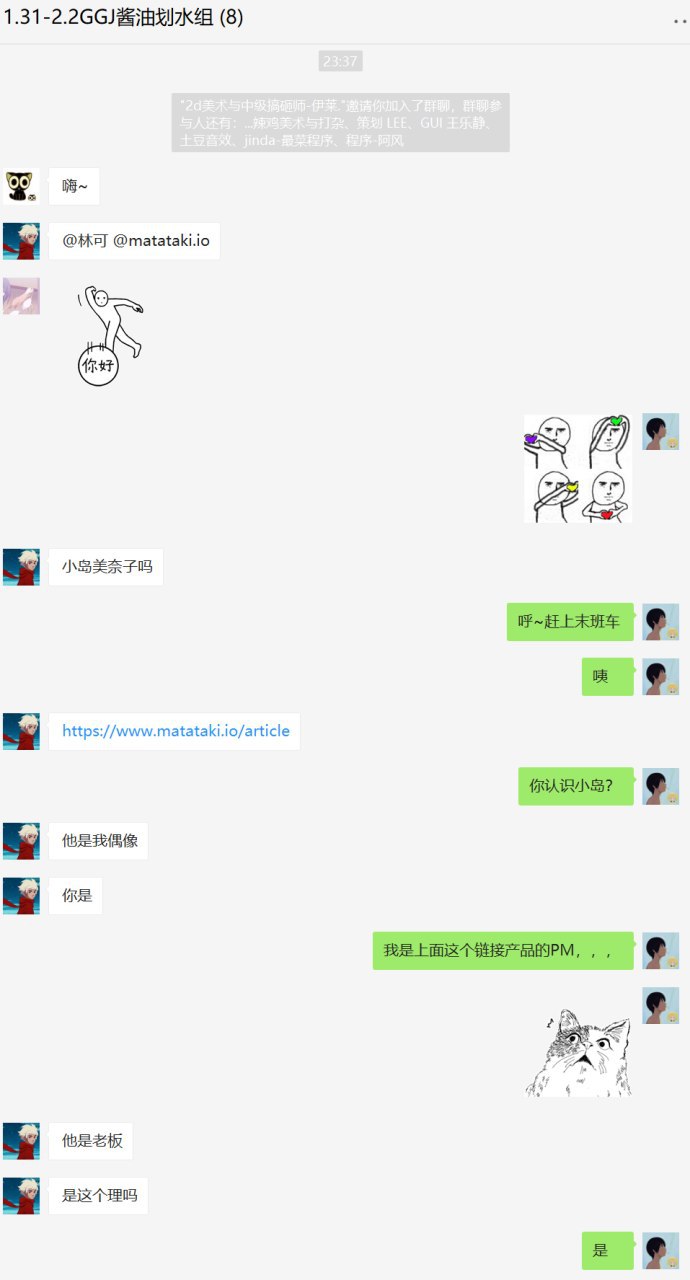 1.31-2.2GGJ酱油划水组 (8)
23:37
"2d美术与中级搞砸师-伊莱."邀请你加入了群聊，群聊参
与人还有：...辣鸡美术与打杂、策划 LEE、GUI 王乐静、
土豆音效、jinda-最菜程序、程序-阿风
嗨~
@林可 @matataki.io
你好
小岛美奈子吗
呼~赶上末班车
咦
https://www.matataki.io/article
你认识小岛?
他是我偶像
你是
我是上面这个链接产品的PM，，，
他是老板
是这个理吗
是